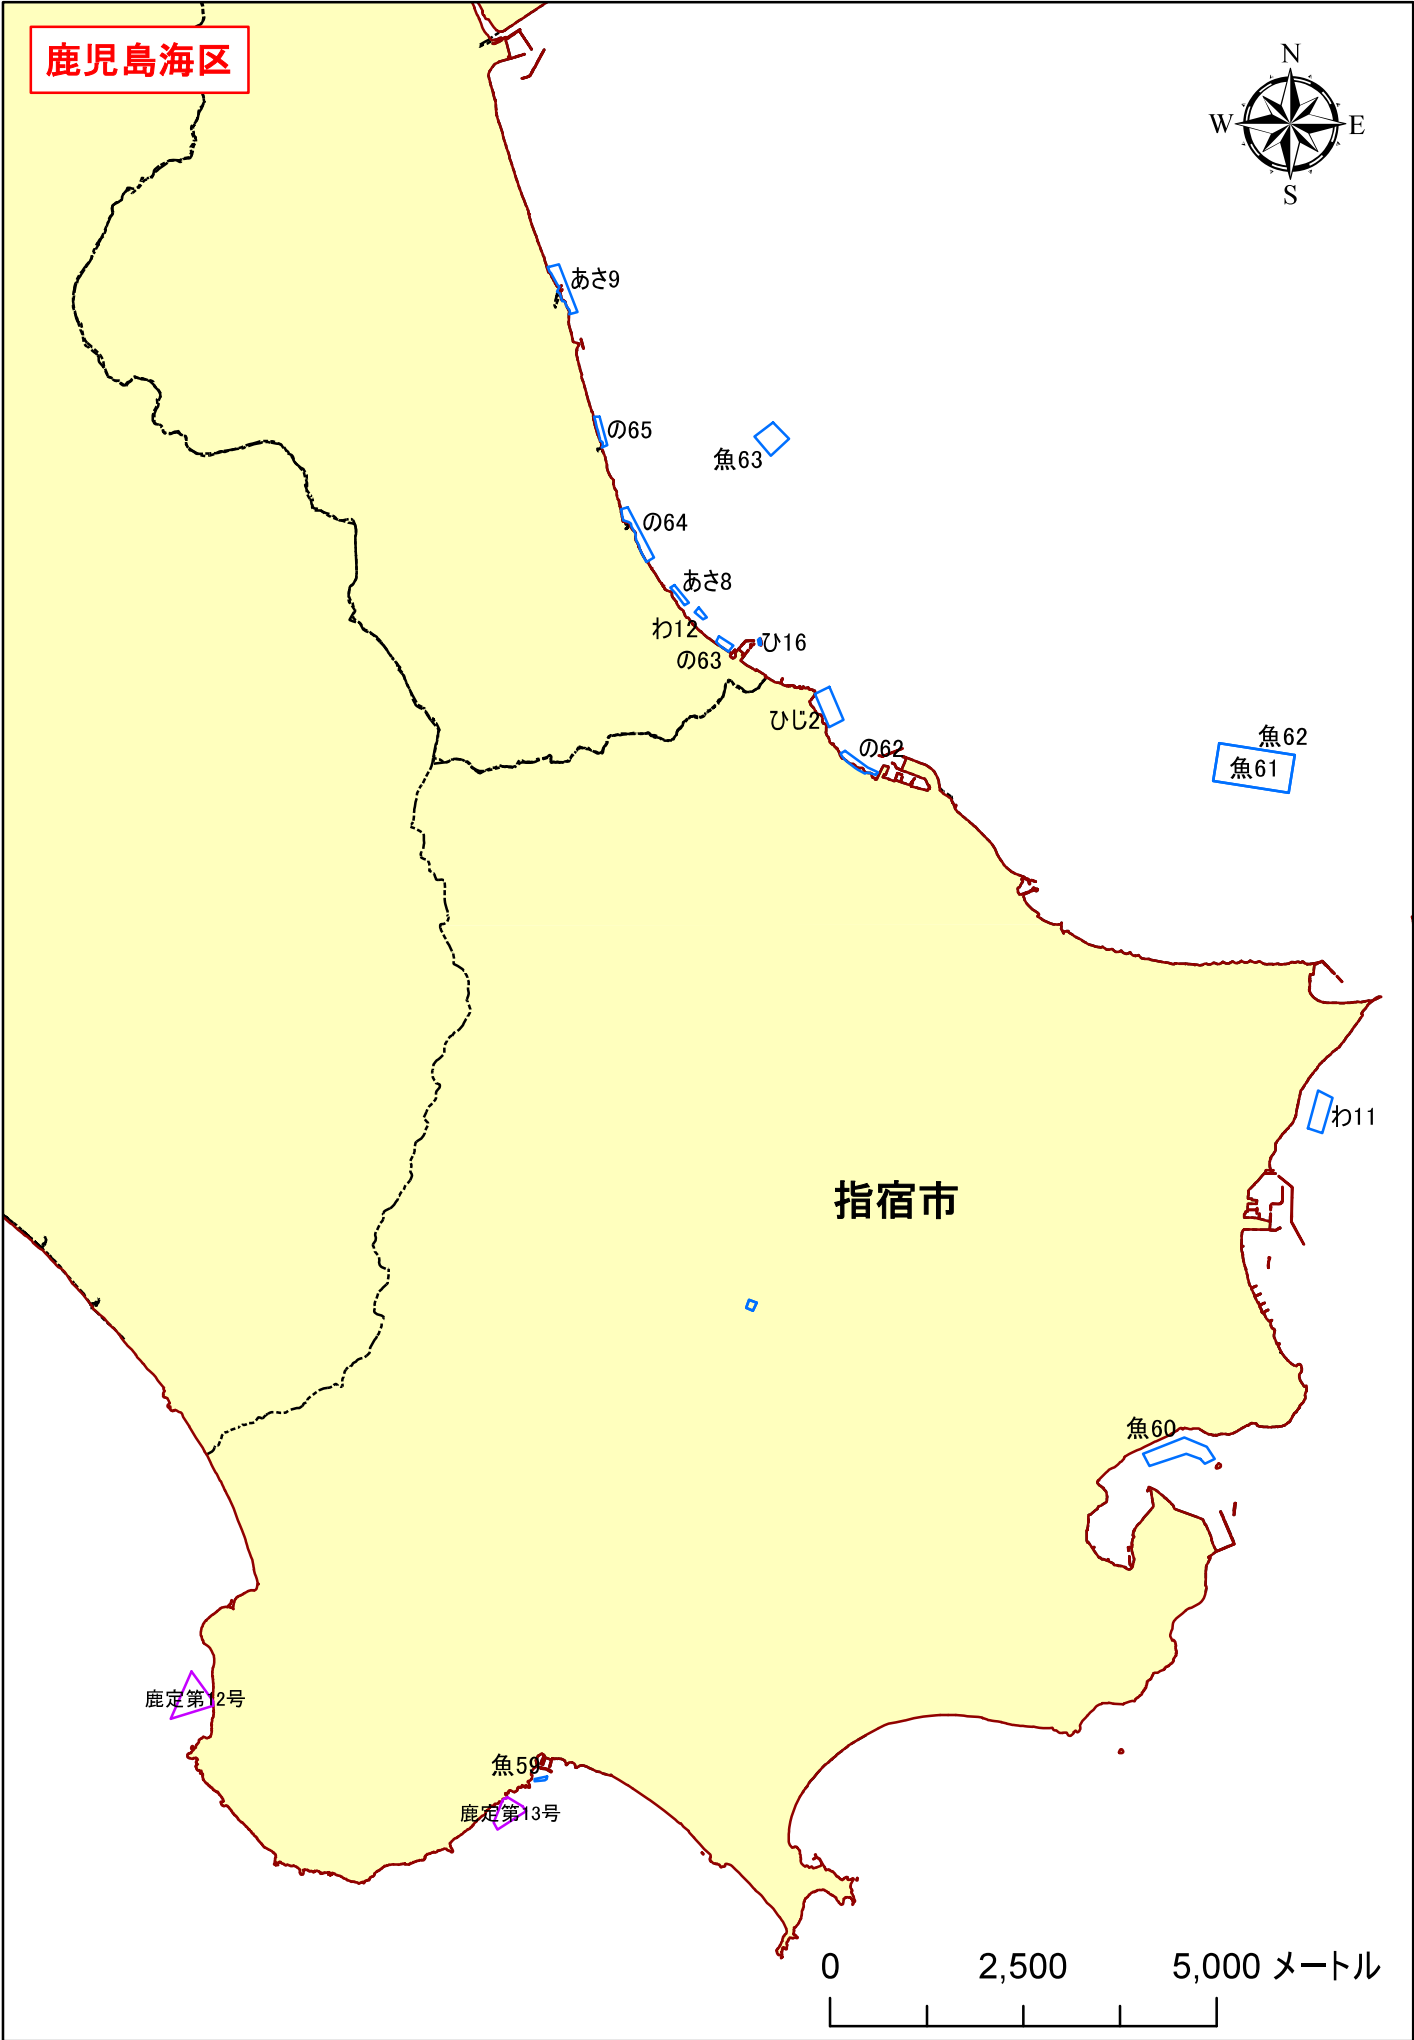 鹿児島海区
N
W
E
S
あさ9
の65
魚63
の64
あさ8
わ12
ひ16
の63
ひじ2
の62
魚62
魚61
わ11
指宿市
魚60
鹿定第12号
魚59
鹿定第13号
0 2,500 5,000 メートル